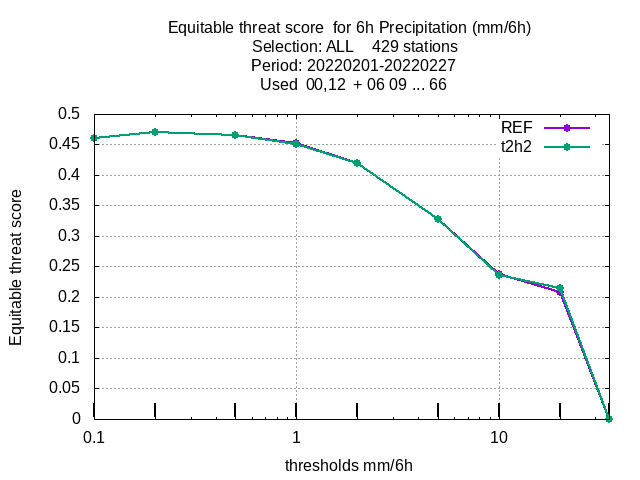 Equitable threat score  for 6h Precipitation (mm/6h)
Selection: ALL    429 stations
Period: 20220201-20220227
Used  00,12  + 06 09 ... 66
REF
t2h2
0.5
0.45
0.4
0.35
0.3
0.25
0.2
0.15
0.1
0.05
0
Equitable threat score
0.1 1 10
thresholds mm/6h